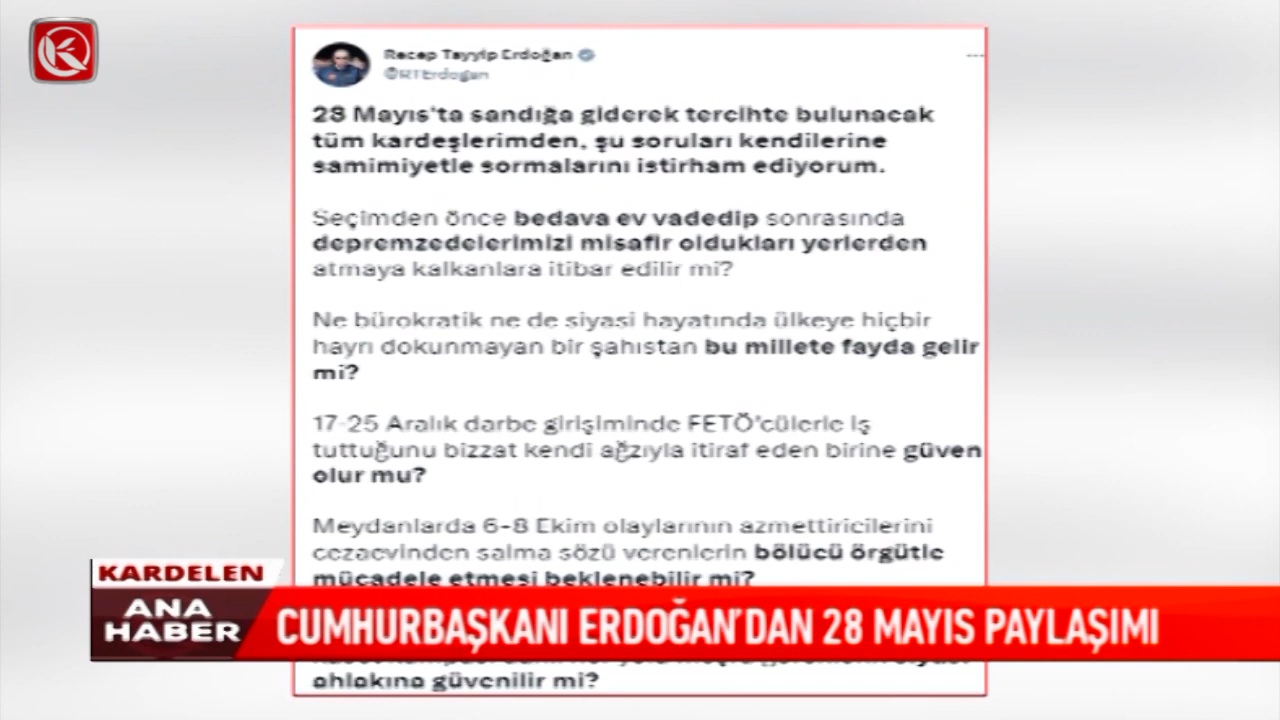 Recep Tayyip Erdoğan
@RTErdogan
28 Mayıs'ta sandığa giderek tercihte bulunacak
tüm kardeşlerimden, şu soruları kendilerine
samimiyetle sormalarını istirham ediyorum.
Seçimden önce bedava ev vadedip sonrasında
depremzedelerimizi misafir oldukları yerlerden
atmaya kalkanlara itibar edilir mi?
Ne bürokratik ne de siyasi hayatında ülkeye hiçbir
hayrı dokunmayan bir şahıstan bu millete fayda gelir
mi?
17-25 Aralık darbe girişiminde FETÖ'cülerle iş
tuttuğunu bizzat kendi ağzıyla itiraf eden birine güven
olur mu?
Meydanlarda 6-8 Ekim olaylarının azmettiricilerini
cezaevinden salma sözü verenlerin bölücü örgütle
mücadele etmesi beklenebilir mi?
ahlakına güvenilir mi?
KARDELEN
ANA
HABER
CUMHURBAŞKANI ERDOĞAN'DAN 28 MAYIS PAYLAŞIMI